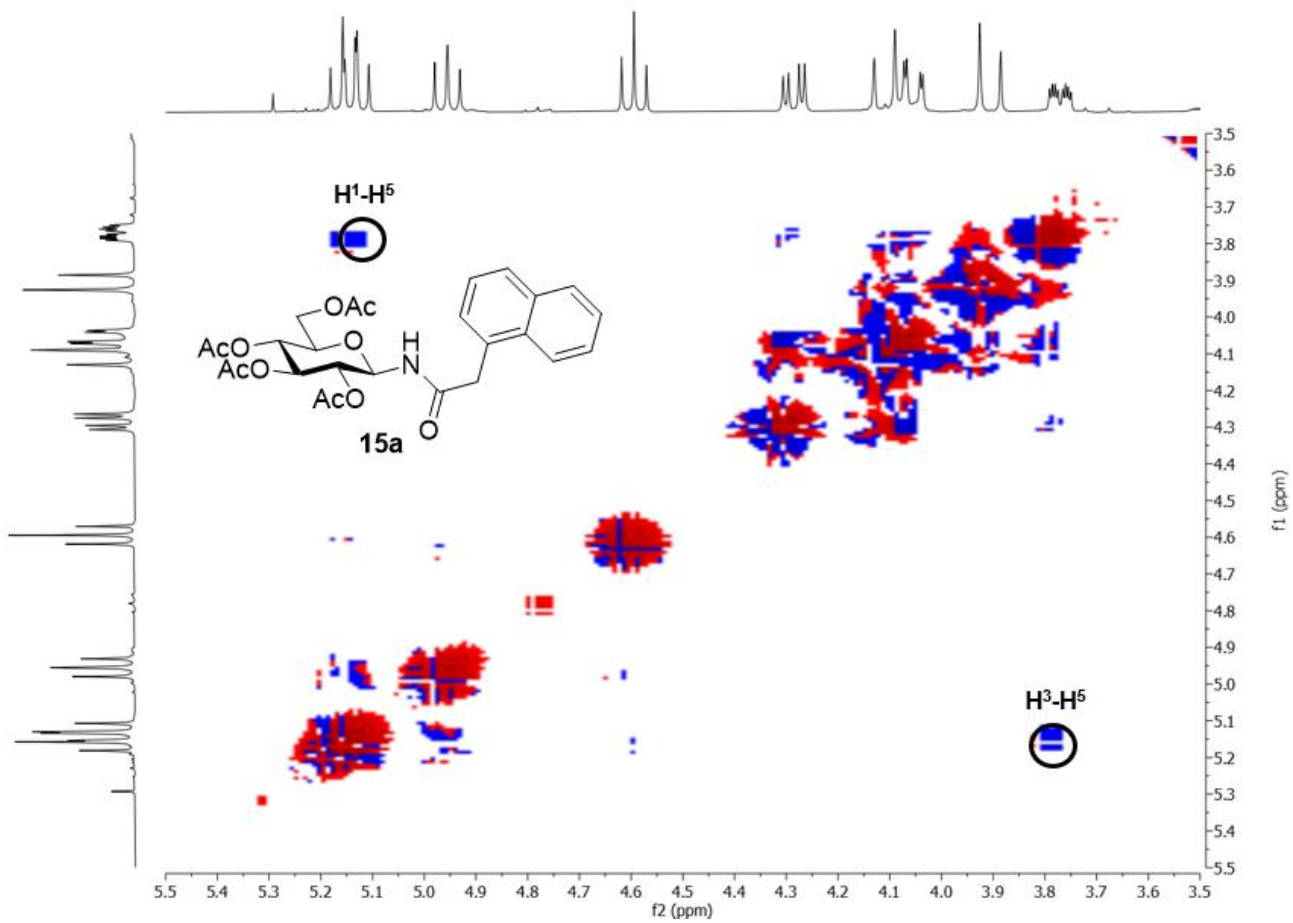 H¹-H⁵
OAc
AcO
O
H
AcO
N
AcO
O
15a
H³-H⁵
3.5
3.6
3.7
3.8
3.9
4.0
4.1
4.2
4.3
4.4
4.5
4.6
4.7
4.8
4.9
5.0
5.1
5.2
5.3
5.4
5.5
f1 (ppm)
5.5 5.4 5.3 5.2 5.1 5.0 4.9 4.8 4.7 4.6 4.5 4.4 4.3 4.2 4.1 4.0 3.9 3.8 3.7 3.6 3.5
f2 (ppm)